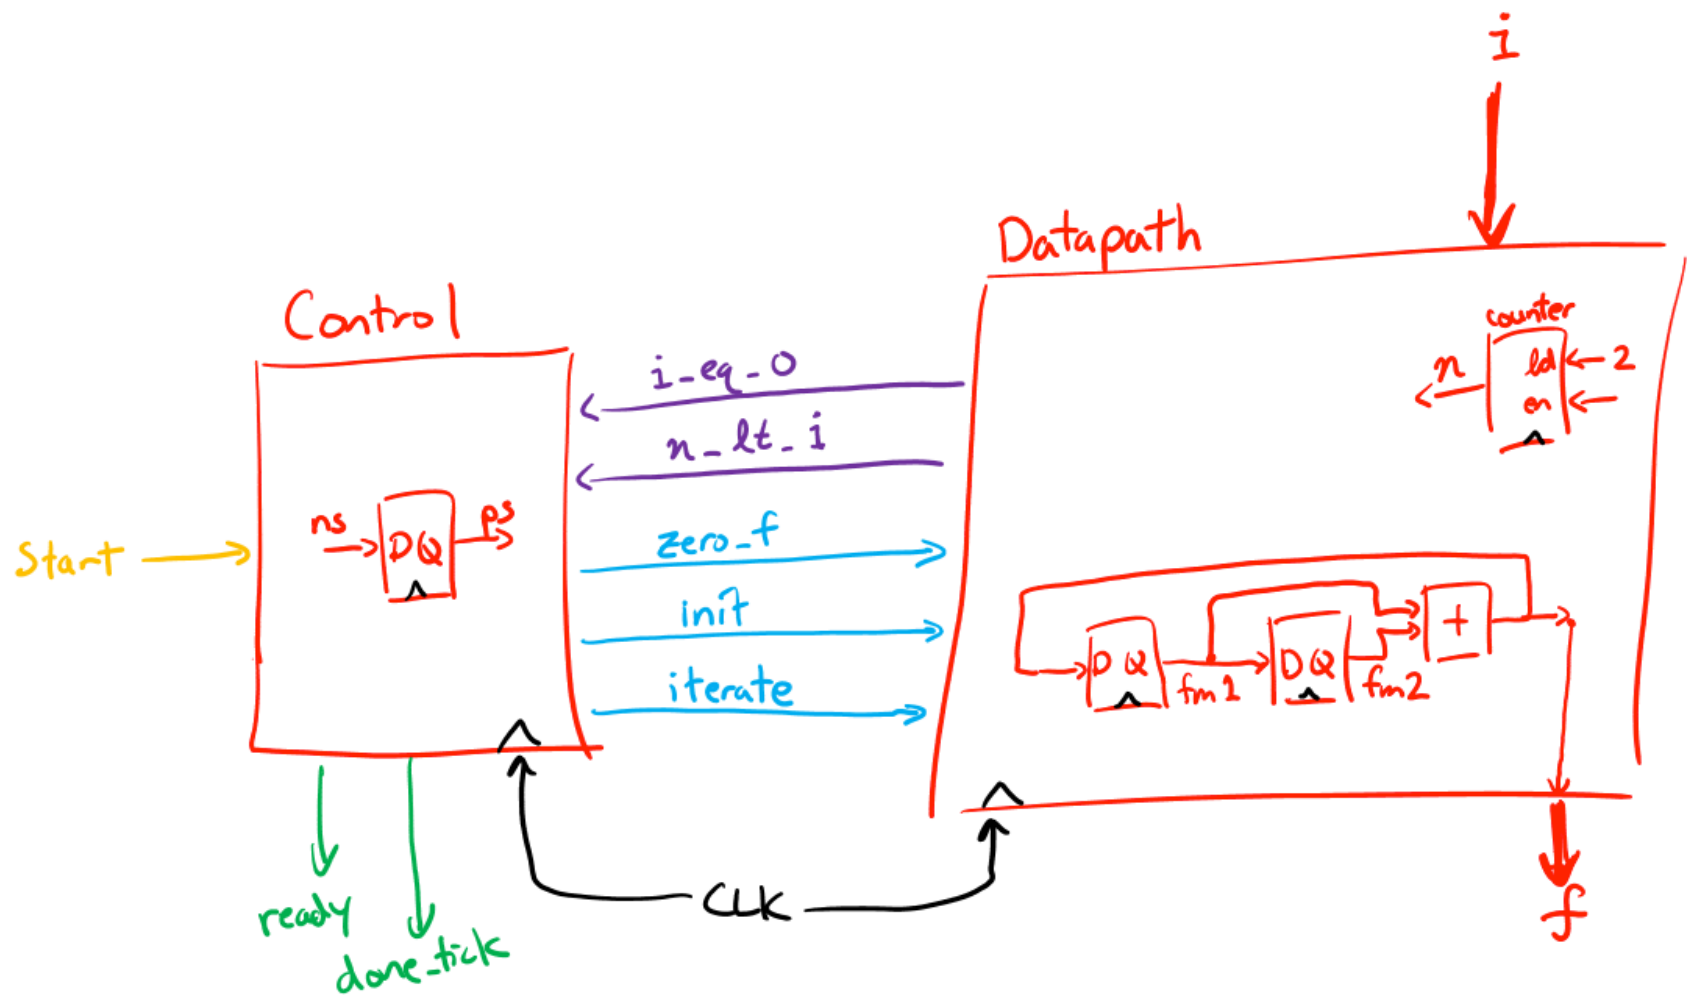 i
Datapath
Control
counter
i_eq_0
n
ld
2
en
n_lt_i
ns
DQ
ps
Start
zero_f
init
iterate
DQ
fm1
DQ
fm2
+
CLK
ready
done_tick
f